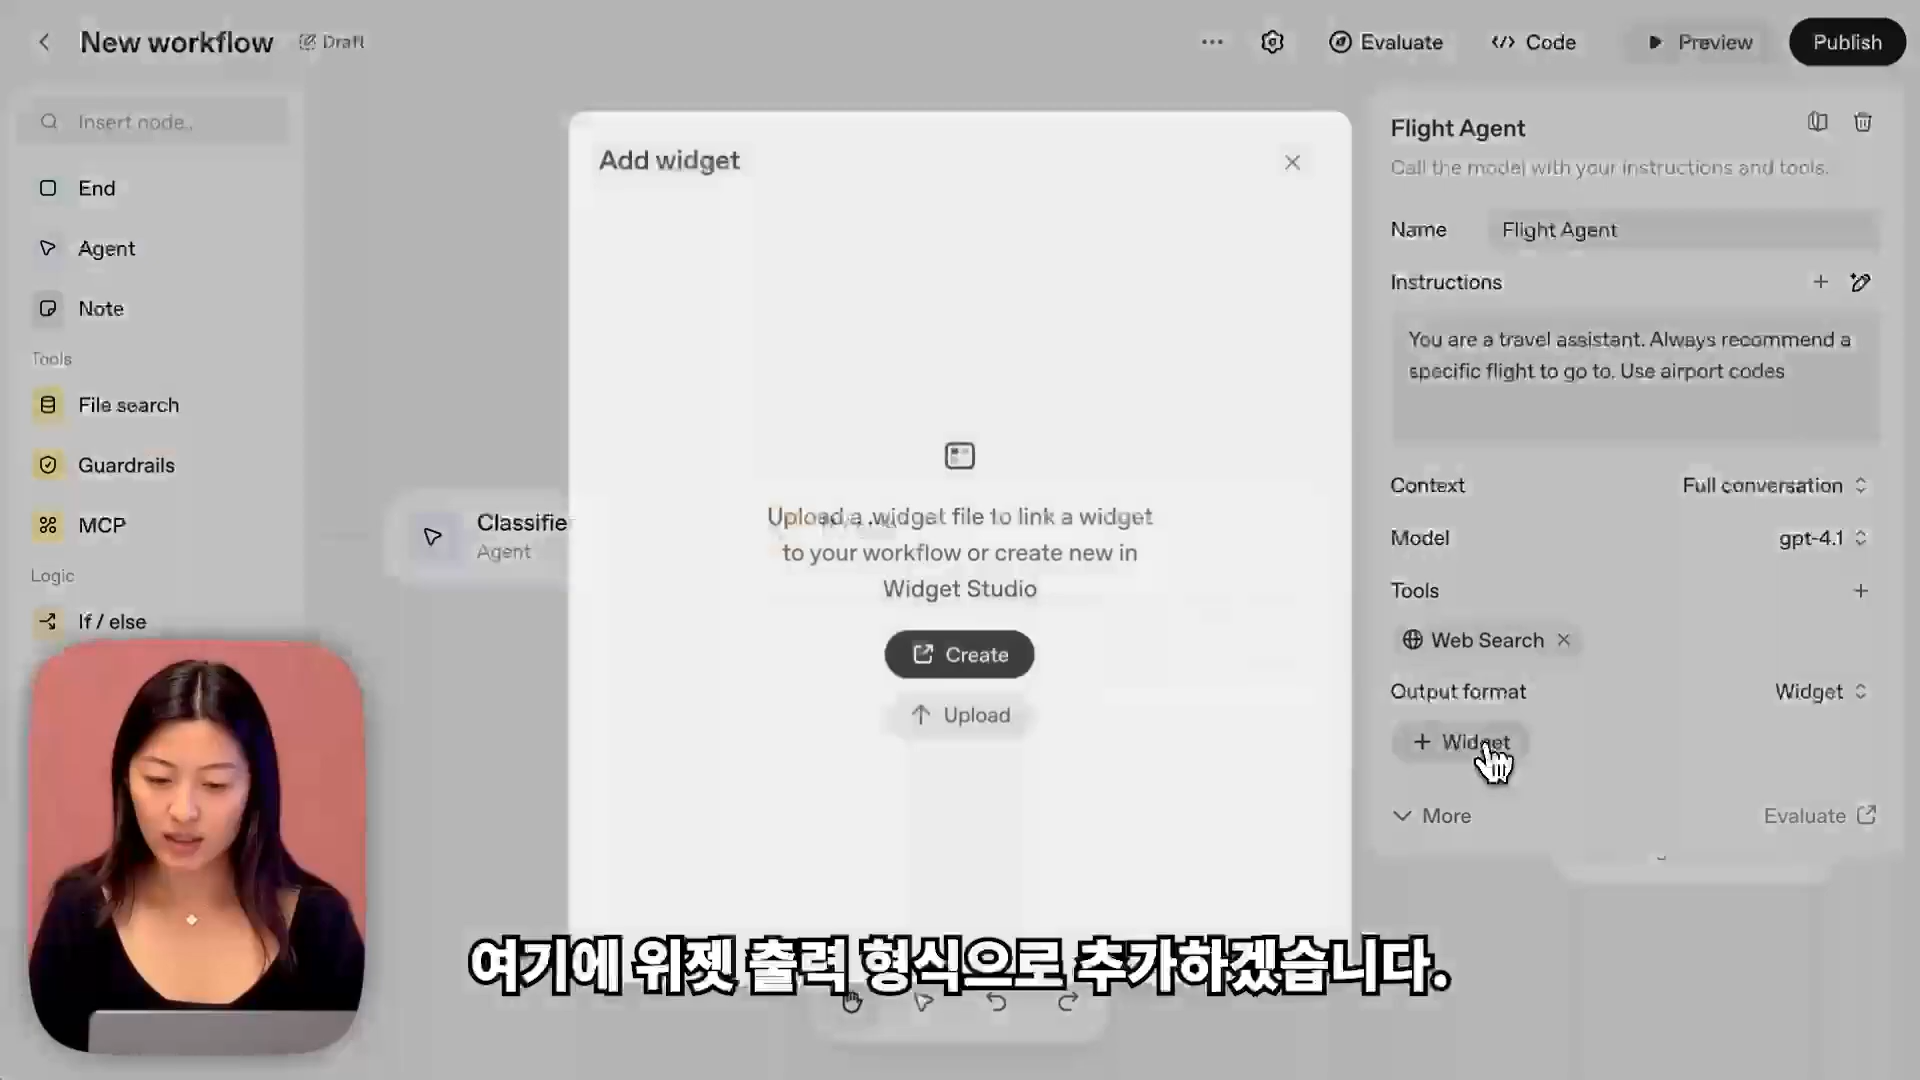 New workflow
Draft
Evaluate
Code
Preview
Publish
Insert node..
End
Agent
Note
Tools
File search
Guardrails
MCP
Logic
If / else
Classifie
Agent
Add widget
Upload a .widget file to link a widget
to your workflow or create new in
Widget Studio
Create
Upload
Flight Agent
Call the model with your instructions and tools.
Name
Flight Agent
Instructions
You are a travel assistant. Always recommend a
specific flight to go to. Use airport codes
Context
Full conversation
Model
gpt-4.1
Tools
Web Search
Output format
Widget
Widget
More
Evaluate
여기에 위젯 출력 형식으로 추가하겠습니다.